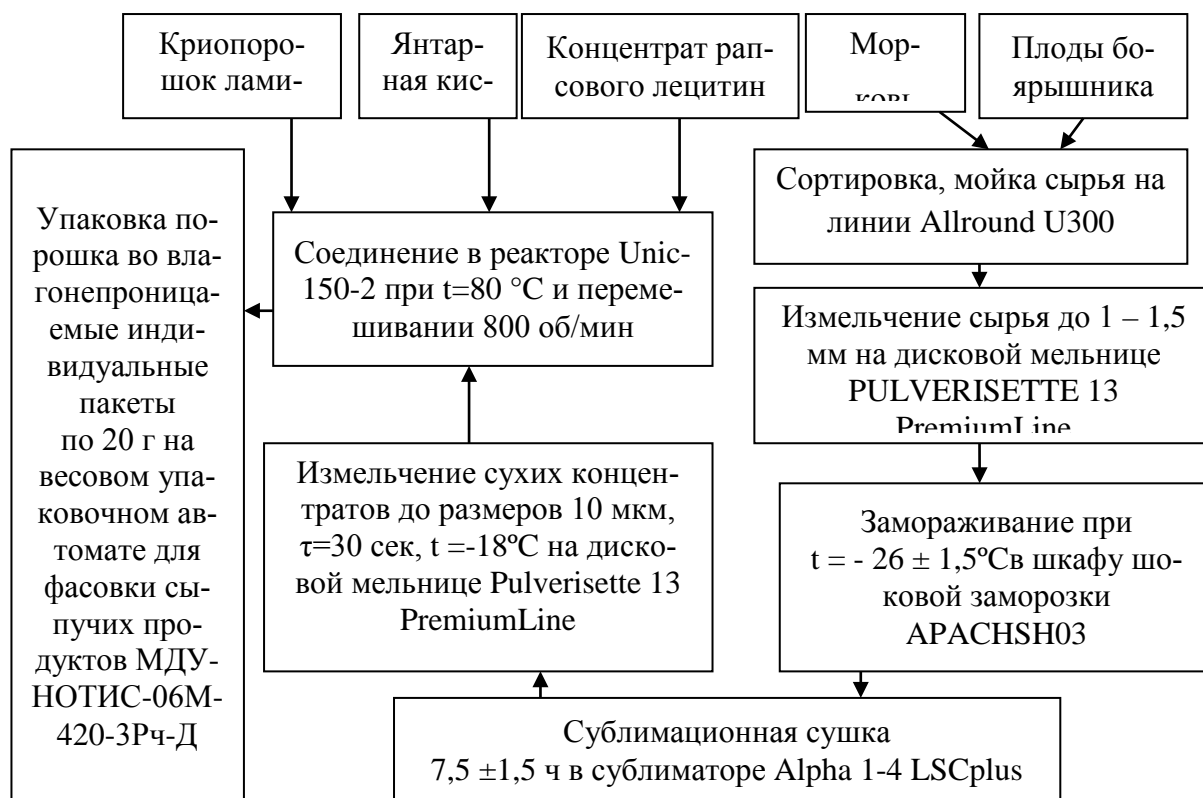 Криопоро-
шок лами-
Янтар-
ная кис-
Концентрат рап-
сового лецитин
Мор-
ковь
Плоды бо-
ярышника
Сортировка, мойка сырья на
линии Allround U300
Упаковка по-
рошка во вла-
гонепроница-
емые инди-
видуальные
пакеты
по 20 г на
весовом упа-
ковочном ав-
томате для
фасовки сы-
пучих про-
дуктов МДУ-
НОТИС-06М-
420-3Рч-Д
Соединение в реакторе Unic-
150-2 при t=80 °C и переме-
шивании 800 об/мин
Измельчение сырья до 1 – 1,5
мм на дисковой мельнице
PULVERISETTE 13
PremiumLine
Измельчение сухих концен-
тратов до размеров 10 мкм,
τ=30 сек, t =-18ºС на диско-
вой мельнице Pulverisette 13
PremiumLine
Замораживание при
t = - 26 ± 1,5ºСв шкафу шо-
ковой заморозки
APACHSH03
Сублимационная сушка
7,5 ±1,5 ч в сублиматоре Alpha 1-4 LSCplus